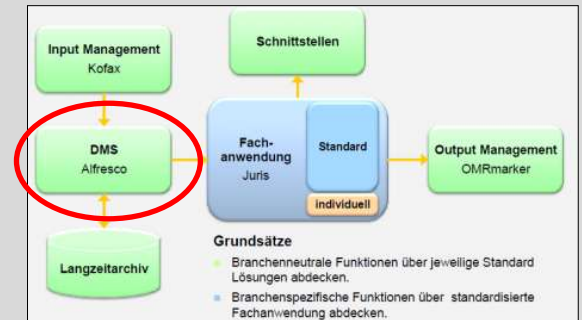 Input Management
Kofax
Schnittstellen
DMS
Alfresco
Fach-
anwendung
Juris
Standard
individuell
Output Management
OMRmarker
Langzeitarchiv
Grundsätze
Branchenneutrale Funktionen über jeweilige Standard
Lösungen abdecken.
Branchenspezifische Funktionen über standardisierte
Fachanwendung abdecken.